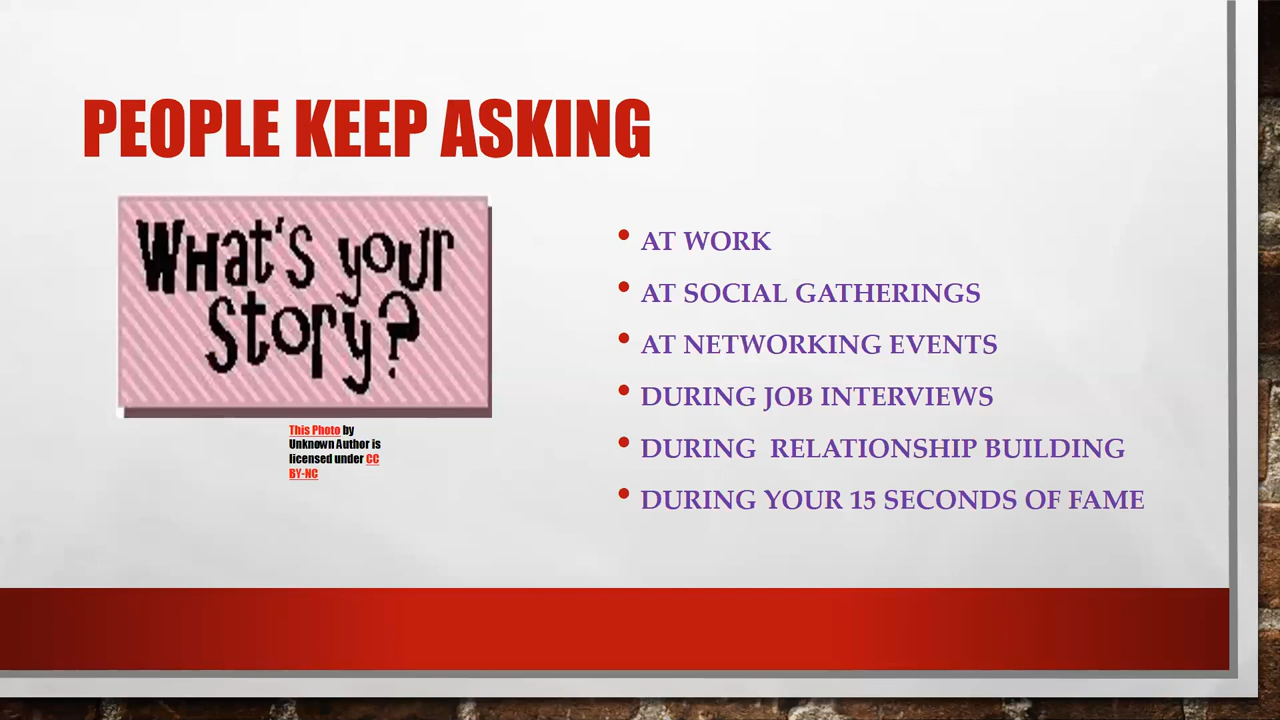 PEOPLE KEEP ASKING
What's your
story?
This Photo by
Unknown Author is
licensed under CC
BY-NC
• AT WORK
• AT SOCIAL GATHERINGS
• AT NETWORKING EVENTS
• DURING JOB INTERVIEWS
• DURING  RELATIONSHIP BUILDING
• DURING YOUR 15 SECONDS OF FAME